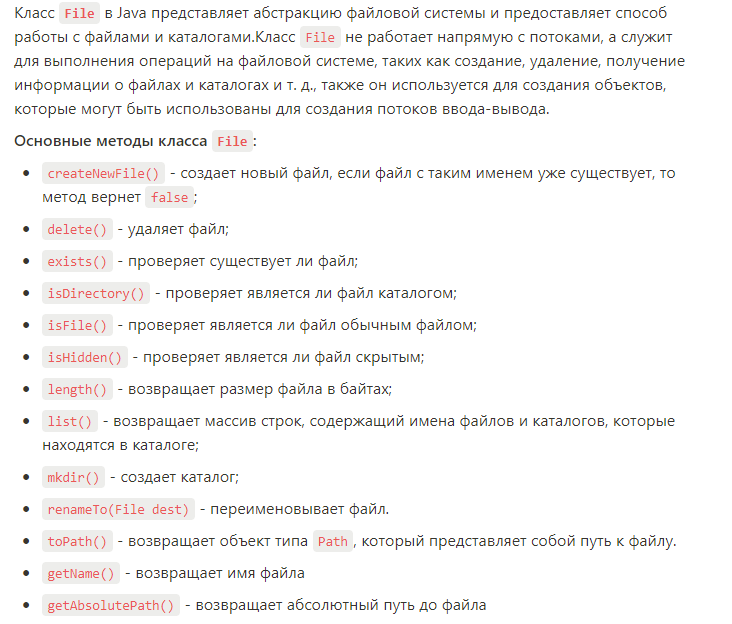 Класс File в Java представляет абстракцию файловой системы и предоставляет способ
работы с файлами и каталогами.Класс File не работает напрямую с потоками, а служит
для выполнения операций на файловой системе, таких как создание, удаление, получение
информации о файлах и каталогах и т. д., также он используется для создания объектов,
которые могут быть использованы для создания потоков ввода-вывода.
Основные методы класса File:
• createNewFile() - создает новый файл, если файл с таким именем уже существует, то
метод вернет false;
• delete() - удаляет файл;
• exists() - проверяет существует ли файл;
• isDirectory() - проверяет является ли файл каталогом;
• isFile() - проверяет является ли файл обычным файлом;
• isHidden() - проверяет является ли файл скрытым;
• length() - возвращает размер файла в байтах;
• list() - возвращает массив строк, содержащий имена файлов и каталогов, которые
находятся в каталоге;
• mkdir() - создает каталог;
• renameTo(File dest) - переименовывает файл.
• toPath() - возвращает объект типа Path, который представляет собой путь к файлу.
• getName() - возвращает имя файла
• getAbsolutePath() - возвращает абсолютный путь до файла